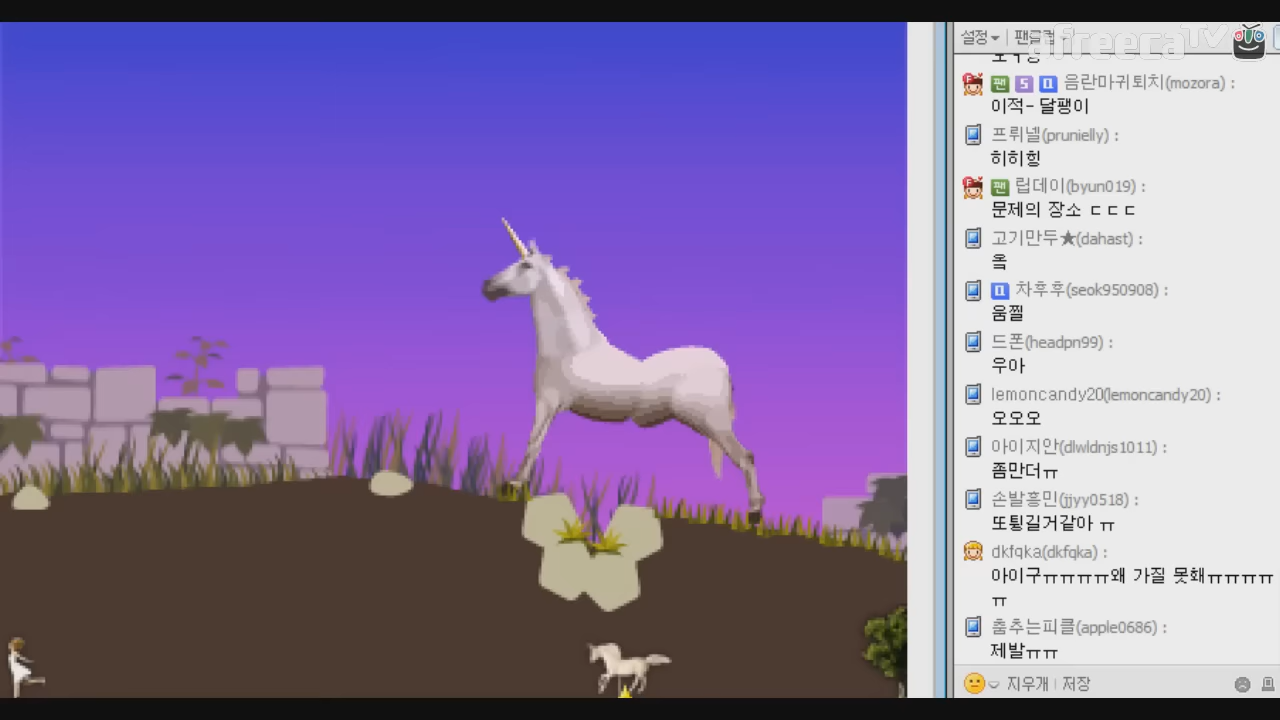 설정 팬클럽
afreecaTV
음란마귀퇴치(mozora) :
이적- 달팽이
프뤼넬(prunielly) :
히히힝
팬 립데이(byun019) :
문제의 장소 ㄷㄷㄷ
고기만두★(dahast) :
옼
차후후(seok950908) :
움찔
드폰(headpn99) :
우아
lemoncandy20(lemoncandy20) :
오오오
아이지안(dlwldnjs1011) :
좀만더ㅠ
손발흥민(jjyy0518) :
또튕길거같아 ㅠ
dkfqka(dkfqka) :
아이구ㅠㅠㅠㅠ왜 가질 못해ㅠㅠㅠㅠ
ㅠ
춤추는피클(apple0686) :
제발ㅠㅠ
지우개 | 저장